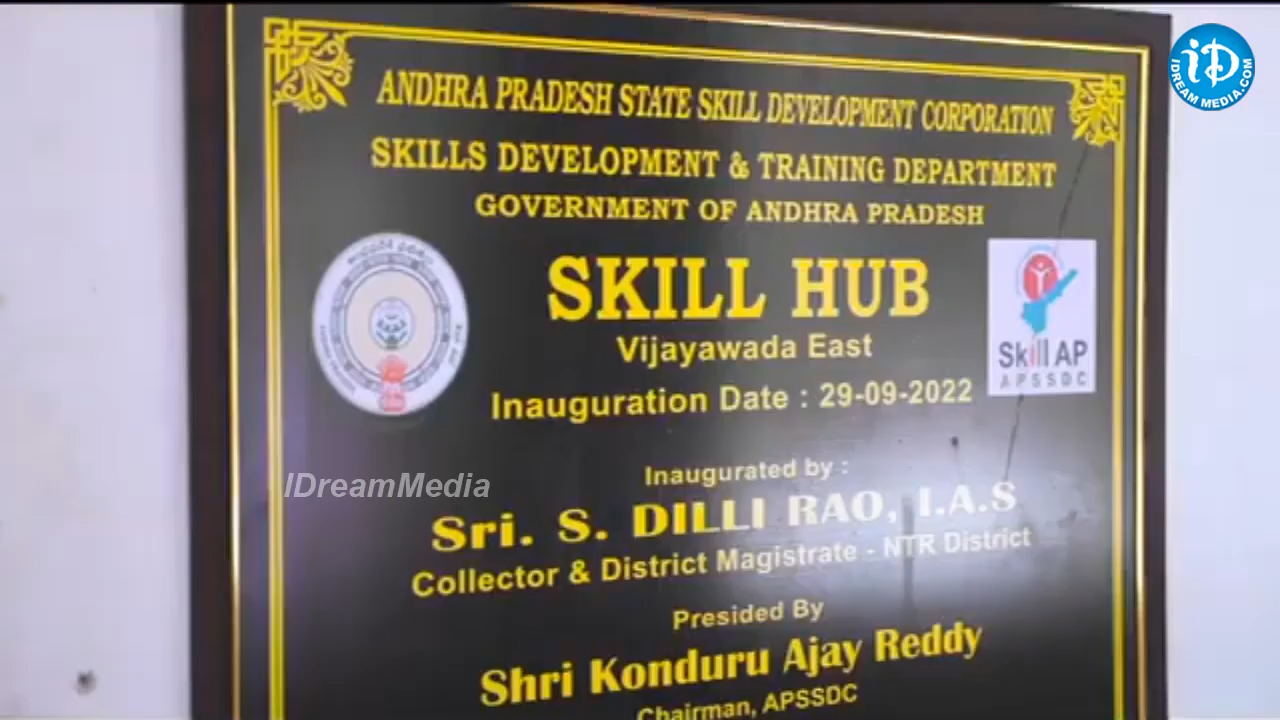 iD
IDREAM MEDIA.COM
ANDHRA PRADESH STATE SKILL DEVELOPMENT CORPORATION
SKILLS DEVELOPMENT & TRAINING DEPARTMENT
GOVERNMENT OF ANDHRA PRADESH
SKILL HUB
Vijayawada East
Skill AP
APSSDC
Inauguration Date : 29-09-2022
Inaugurated by :
IDreamMedia
Sri. S. DILLI RAO, I.A.S
Collector & District Magistrate - NTR District
Presided By
Shri Konduru Ajay Reddy
Chairman, APSSDC